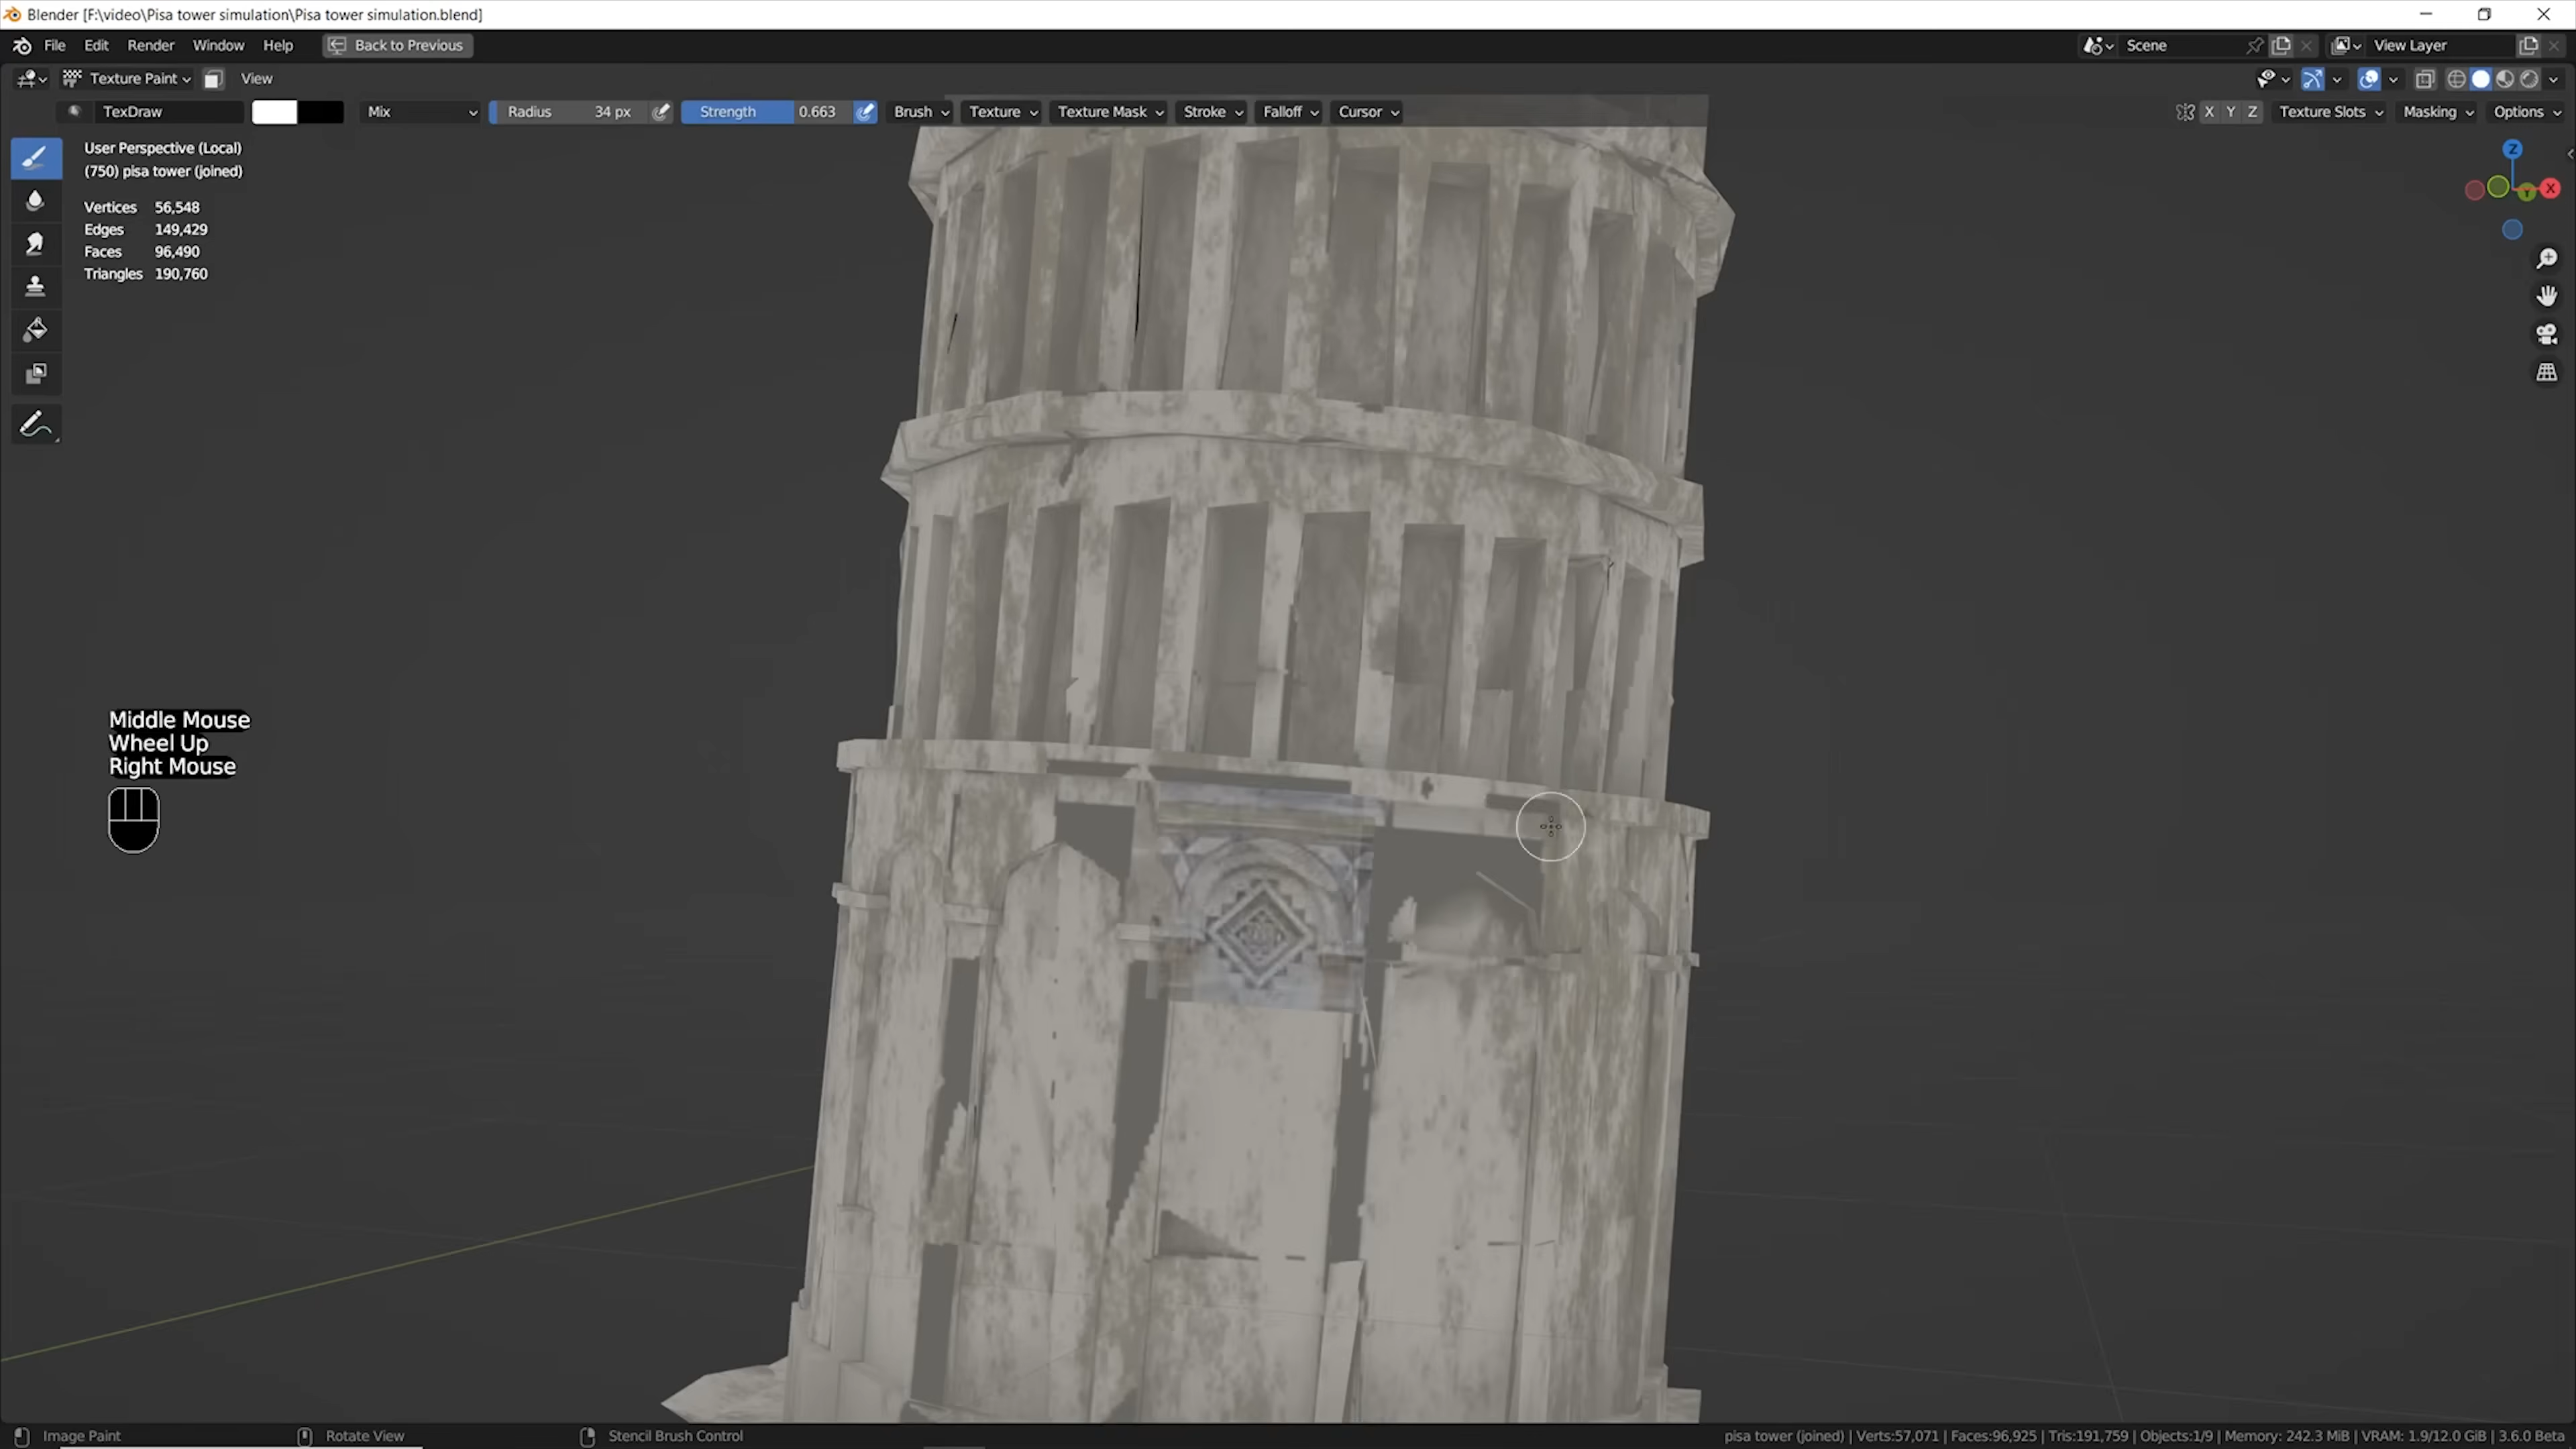 Blender [F:\video\Pisa tower simulation\Pisa tower simulation.blend]
File Edit Render Window Help Back to Previous Scene View Layer
Texture Paint View
TexDraw Mix Radius 34 px Strength 0.663 Brush Texture Texture Mask Stroke Falloff Cursor X Y Z Texture Slots Masking Options
User Perspective (Local)
(750) pisa tower (joined)
Vertices 56,548
Edges 149,429
Faces 96,490
Triangles 190,760
Z
Y
X
Middle Mouse
Wheel Up
Right Mouse
Image Paint Rotate View Stencil Brush Control pisa tower (joined) | Verts:57,071 | Faces:96,925 | Tris:191,759 | Objects:1/9 | Memory: 242.3 MiB | VRAM: 1.9/12.0 GiB | 3.6.0 Beta